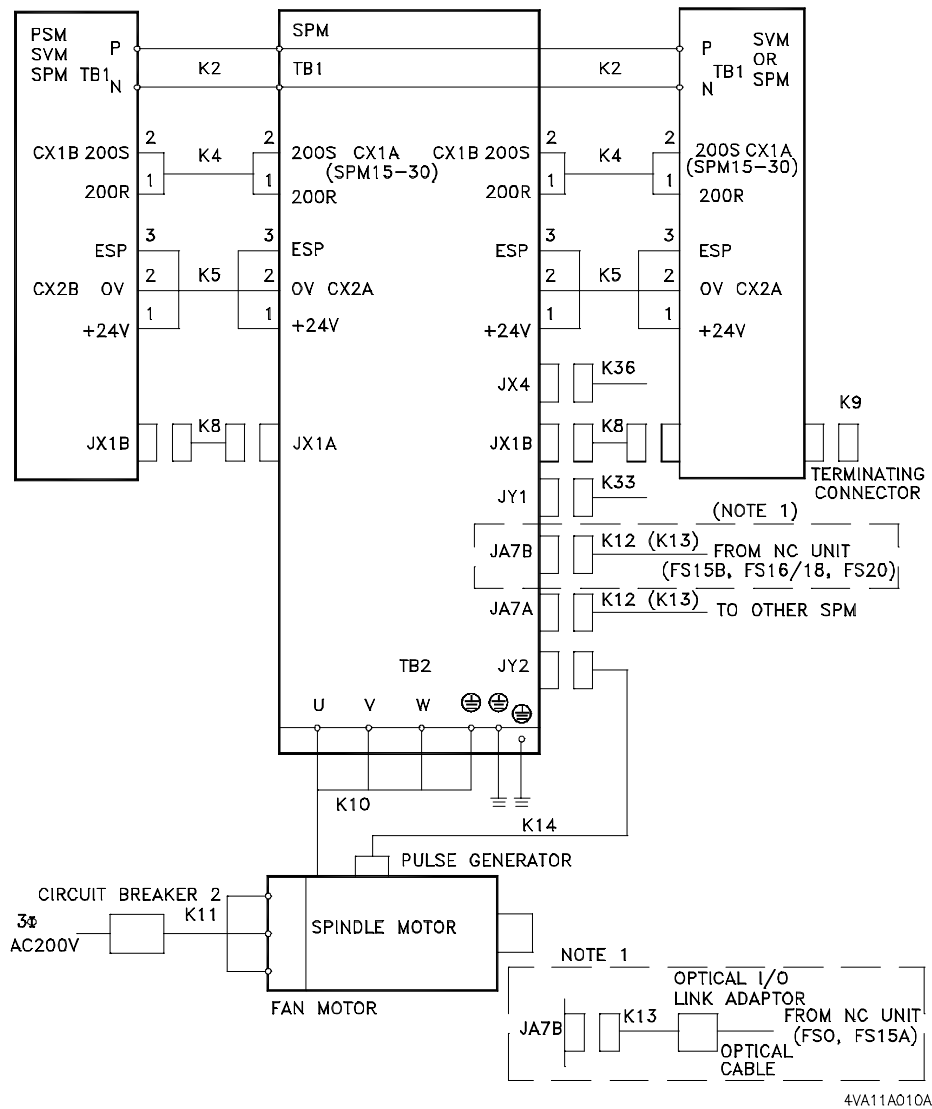 PSM
SVM
SPM TB1
P
N
K2
SPM
TB1
K2
P
TB1
N
SVM
OR
SPM
CX1B 200S
2
1
200R
K4
2
1
200S CX1A
(SPM15-30)
200R
CX1B 200S
2
1
200R
K4
2
1
200S CX1A
(SPM15-30)
200R
ESP
3
CX2B 0V
2
+24V
1
K5
3
2
1
ESP
0V CX2A
+24V
ESP
3
0V
2
+24V
1
K5
3
2
1
ESP
0V CX2A
+24V
JX4
K36
JX1B
K8
JX1A
JX1B
K8
K9
TERMINATING
CONNECTOR
JY1
K33
(NOTE 1)
JA7B
K12 (K13)
FROM NC UNIT
(FS15B, FS16/18, FS20)
JA7A
K12 (K13)
TO OTHER SPM
TB2
JY2
U
V
W
K10
K14
PULSE GENERATOR
CIRCUIT BREAKER 2
3Φ
AC200V
K11
SPINDLE MOTOR
FAN MOTOR
NOTE 1
OPTICAL I/O
LINK ADAPTOR
JA7B
K13
FROM NC UNIT
(FS0, FS15A)
OPTICAL
CABLE
4VA11A010A